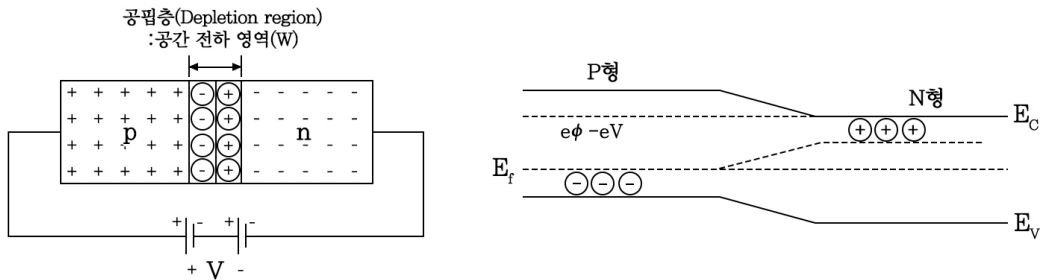 공핍층(Depletion region)
:공간 전하 영역(W)
+ + + + + - + - - - - -
+ + + + + - + - - - - -
p
n
+ + + + + - + - - - - -
+ + + + + - + - - - - -
+ - + -
+ V -
P형
N형
E_C
+ + +
eϕ -eV
E_f
- - -
E_V